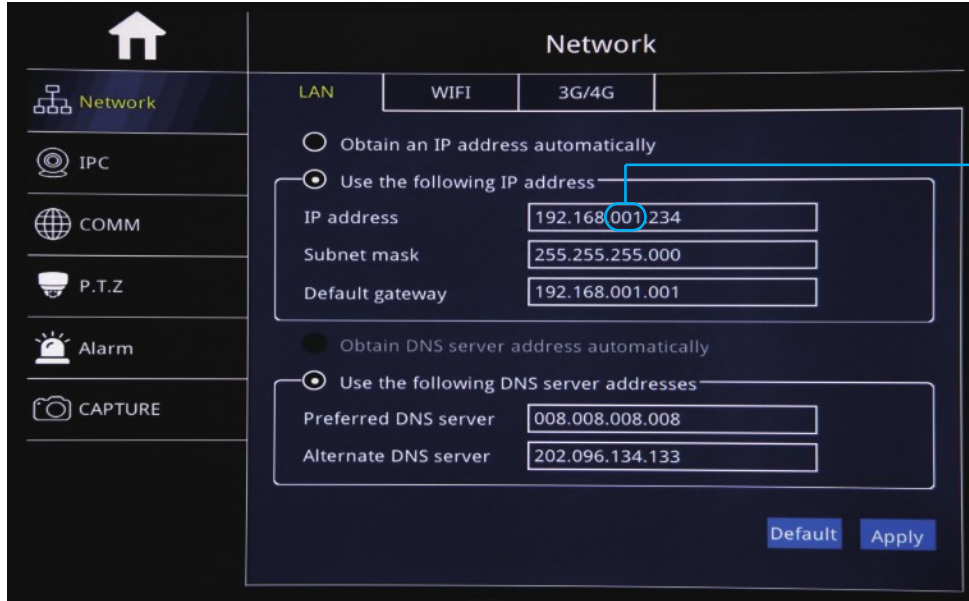 Network
Network
IPC
COMM
P.T.Z
Alarm
CAPTURE
LAN WIFI 3G/4G
Obtain an IP address automatically
Use the following IP address
IP address 192.168.001.234
Subnet mask 255.255.255.000
Default gateway 192.168.001.001
Obtain DNS server address automatically
Use the following DNS server addresses
Preferred DNS server 008.008.008.008
Alternate DNS server 202.096.134.133
Default Apply